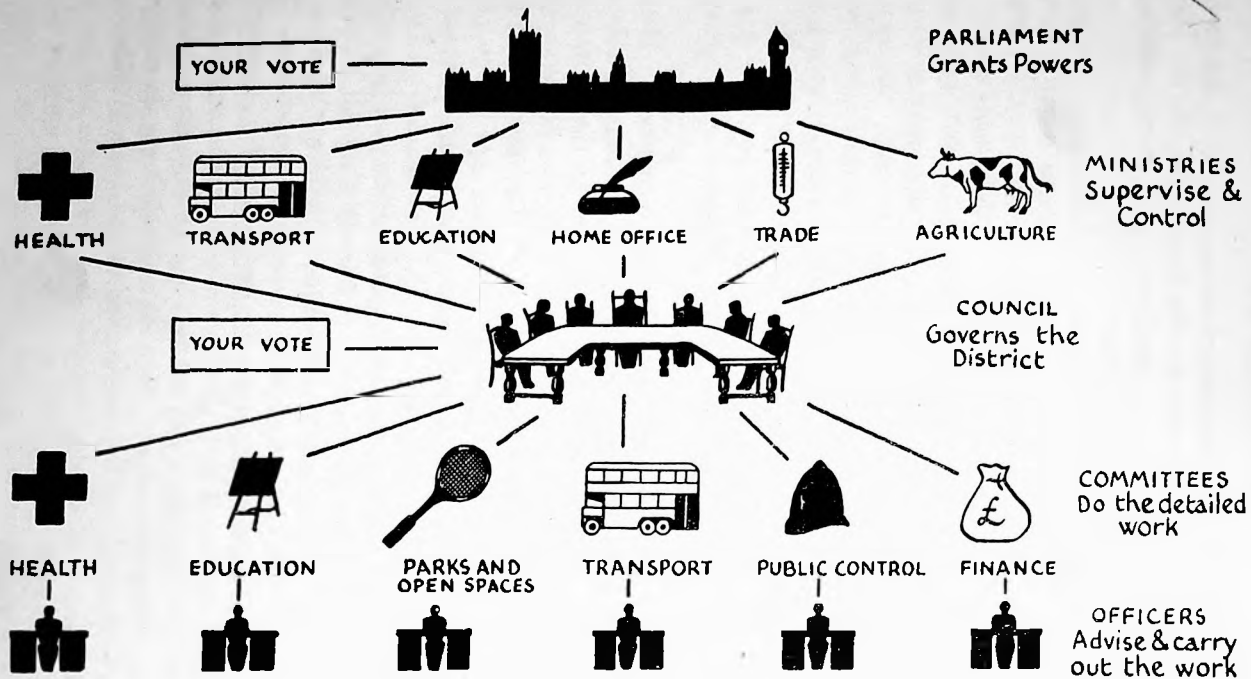 YOUR VOTE
PARLIAMENT
Grants Powers
HEALTH
TRANSPORT
EDUCATION
HOME OFFICE
TRADE
AGRICULTURE
MINISTRIES
Supervise &
Control
YOUR VOTE
COUNCIL
Governs the
District
HEALTH
EDUCATION
PARKS AND
OPEN SPACES
TRANSPORT
PUBLIC CONTROL
£
FINANCE
COMMITTEES
Do the detailed
work
OFFICERS
Advise & carry
out the work